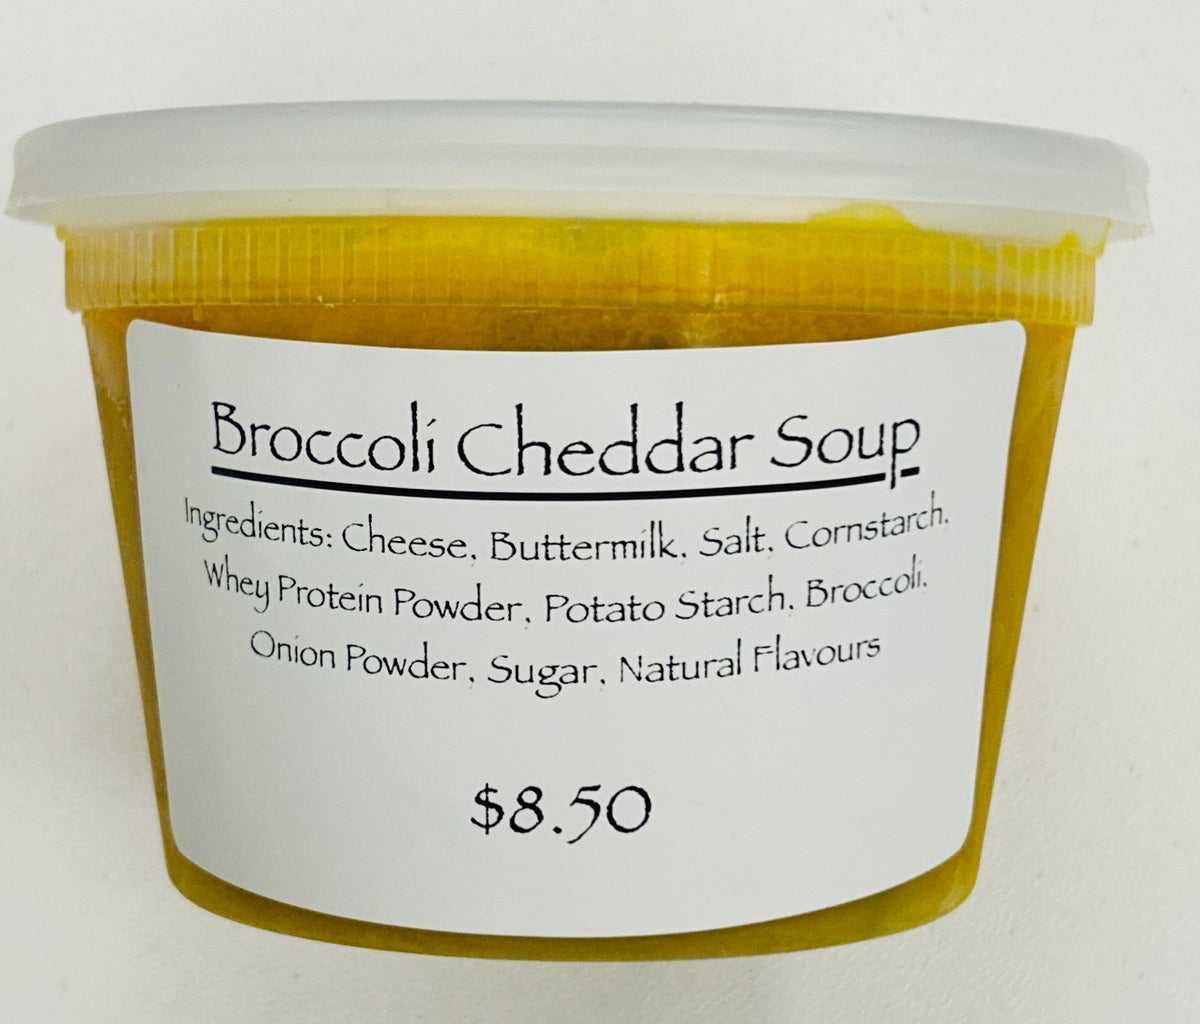 Broccoli Cheddar Soup
Ingredients: Cheese, Buttermilk, Salt, Cornstarch,
Whey Protein Powder, Potato Starch, Broccoli,
Onion Powder, Sugar, Natural Flavours
$8.50